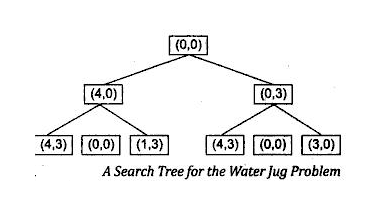 (0,0)
(4,0) (0,3)
(4,3) (0,0) (1,3) (4,3) (0,0) (3,0)
A Search Tree for the Water Jug Problem